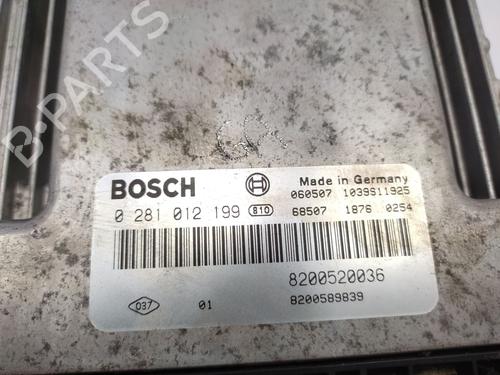 BOSCH
Made in Germany
060507 1039S11925
0 281 012 199 810
68507 1876 0254
8200520036
037 01
8200589839
B-PARTS